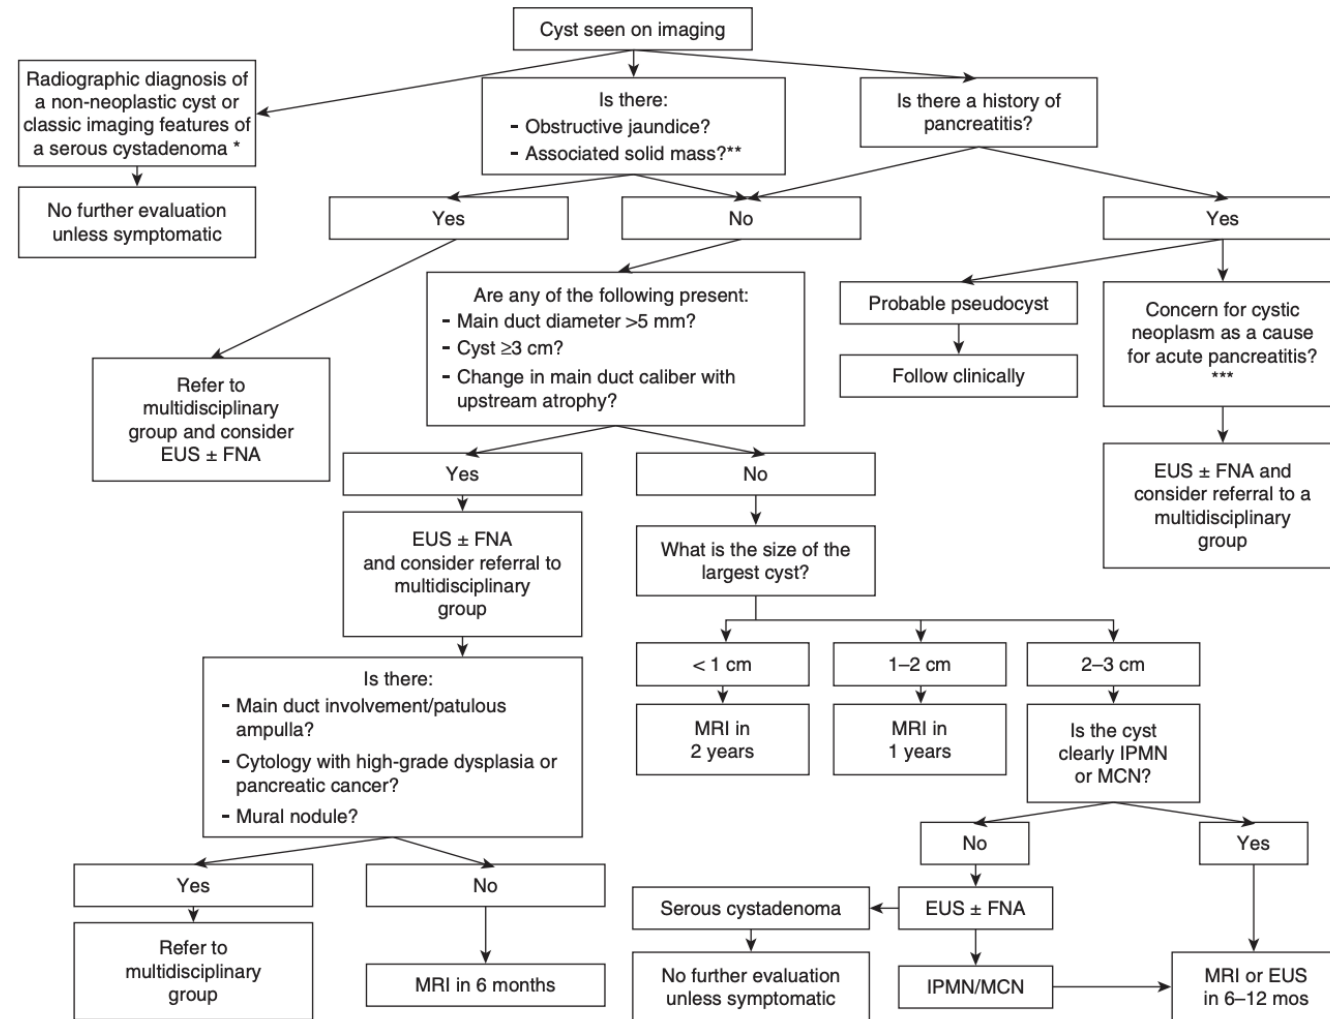 Cyst seen on imaging
Radiographic diagnosis of
a non-neoplastic cyst or
classic imaging features of
a serous cystadenoma *
Is there:
- Obstructive jaundice?
- Associated solid mass?**
Is there a history of
pancreatitis?
No further evaluation
unless symptomatic
Yes
No
Yes
Are any of the following present:
- Main duct diameter >5 mm?
- Cyst ≥3 cm?
- Change in main duct caliber with
upstream atrophy?
Probable pseudocyst
Follow clinically
Concern for cystic
neoplasm as a cause
for acute pancreatitis?
***
Refer to
multidisciplinary
group and consider
EUS ± FNA
EUS ± FNA and
consider referral to a
multidisciplinary
group
Yes
No
EUS ± FNA
and consider referral to
multidisciplinary
group
What is the size of the
largest cyst?
< 1 cm
1–2 cm
2–3 cm
MRI in
2 years
MRI in
1 years
Is the cyst
clearly IPMN
or MCN?
Is there:
- Main duct involvement/patulous
ampulla?
- Cytology with high-grade dysplasia or
pancreatic cancer?
- Mural nodule?
No
Yes
Yes
No
Serous cystadenoma
EUS ± FNA
Refer to
multidisciplinary
group
MRI in 6 months
No further evaluation
unless symptomatic
IPMN/MCN
MRI or EUS
in 6–12 mos